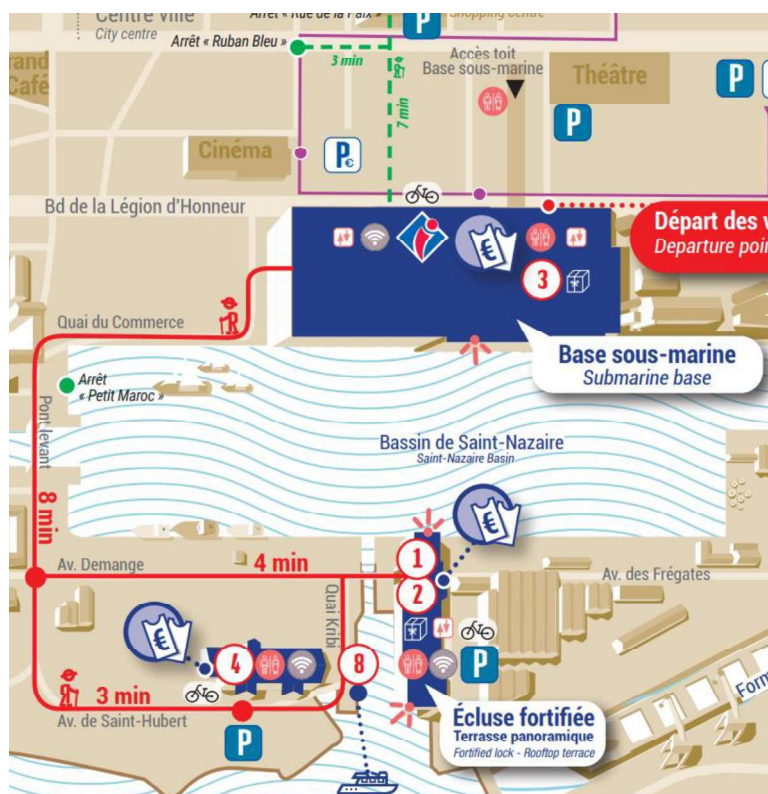 Centre ville
City centre
Arrêt « Rue de la Paix »
Shopping centre
P
Arrêt « Ruban Bleu »
3 min
7 min
Accès toit
Base sous-marine
Théâtre
P
P
Grand
Café
Cinéma
P€
Bd de la Légion d'Honneur
€
3
Départ des v
Departure poin
Quai du Commerce
Base sous-marine
Submarine base
Arrêt
« Petit Maroc »
Pont levant
8 min
Bassin de Saint-Nazaire
Saint-Nazaire Basin
€
Av. Demange
4 min
1
2
Av. des Frégates
Quai Kribi
€
4
8
P
3 min
Av. de Saint-Hubert
P
Écluse fortifiée
Terrasse panoramique
Fortified lock - Rooftop terrace
Form